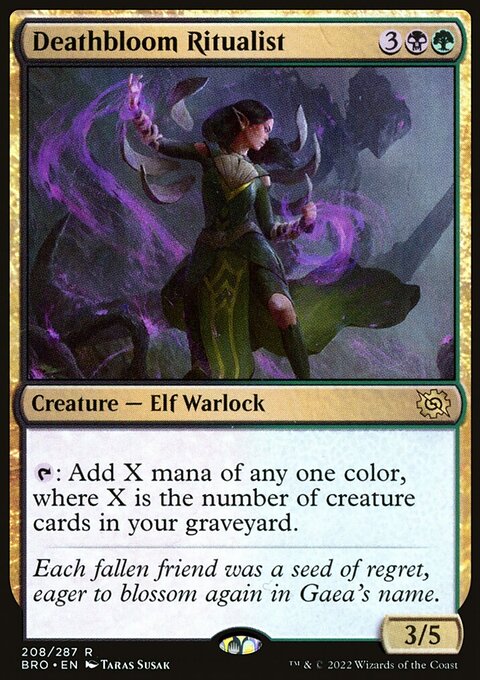 Deathbloom Ritualist 3
Creature — Elf Warlock
: Add X mana of any one color,
where X is the number of creature
cards in your graveyard.
Each fallen friend was a seed of regret,
eager to blossom again in Gaea's name.
3/5
208/287 R
BRO • EN Taras Susak ™ & © 2022 Wizards of the Coast